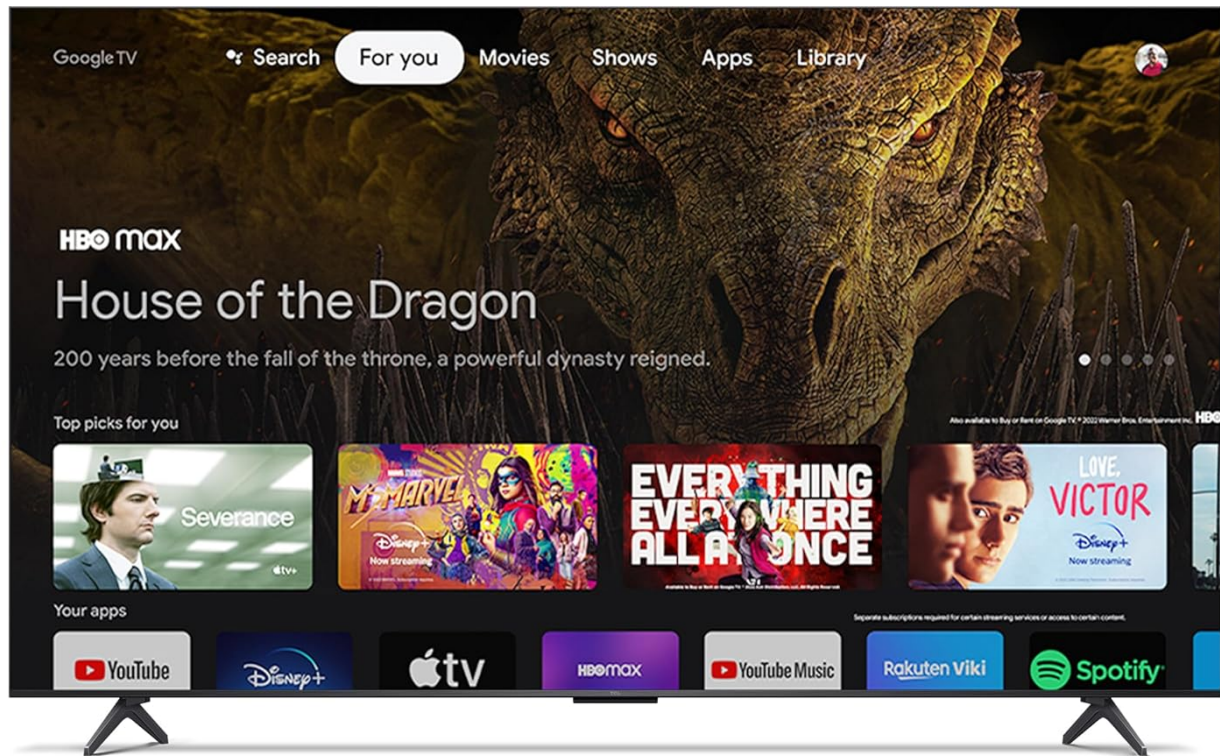 Google TV
Search
For you
Movies
Shows
Apps
Library
HBO max
House of the Dragon
200 years before the fall of the throne, a powerful dynasty reigned.
Top picks for you
Also available to Buy or Rent on Google TV. © 2022 Warner Bros. Entertainment Inc.
HBO
Severance
tv+
MARVEL STUDIOS
MS. MARVEL
Disney+
Now streaming
EVERYTHING
EVERYWHERE
ALL AT ONCE
LOVE,
VICTOR
Disney+
Now streaming
Your apps
Separate subscriptions required for certain streaming services or access to certain content.
YouTube
Disney+
tv
HBOmax
YouTube Music
Rakuten Viki
Spotify
TCL